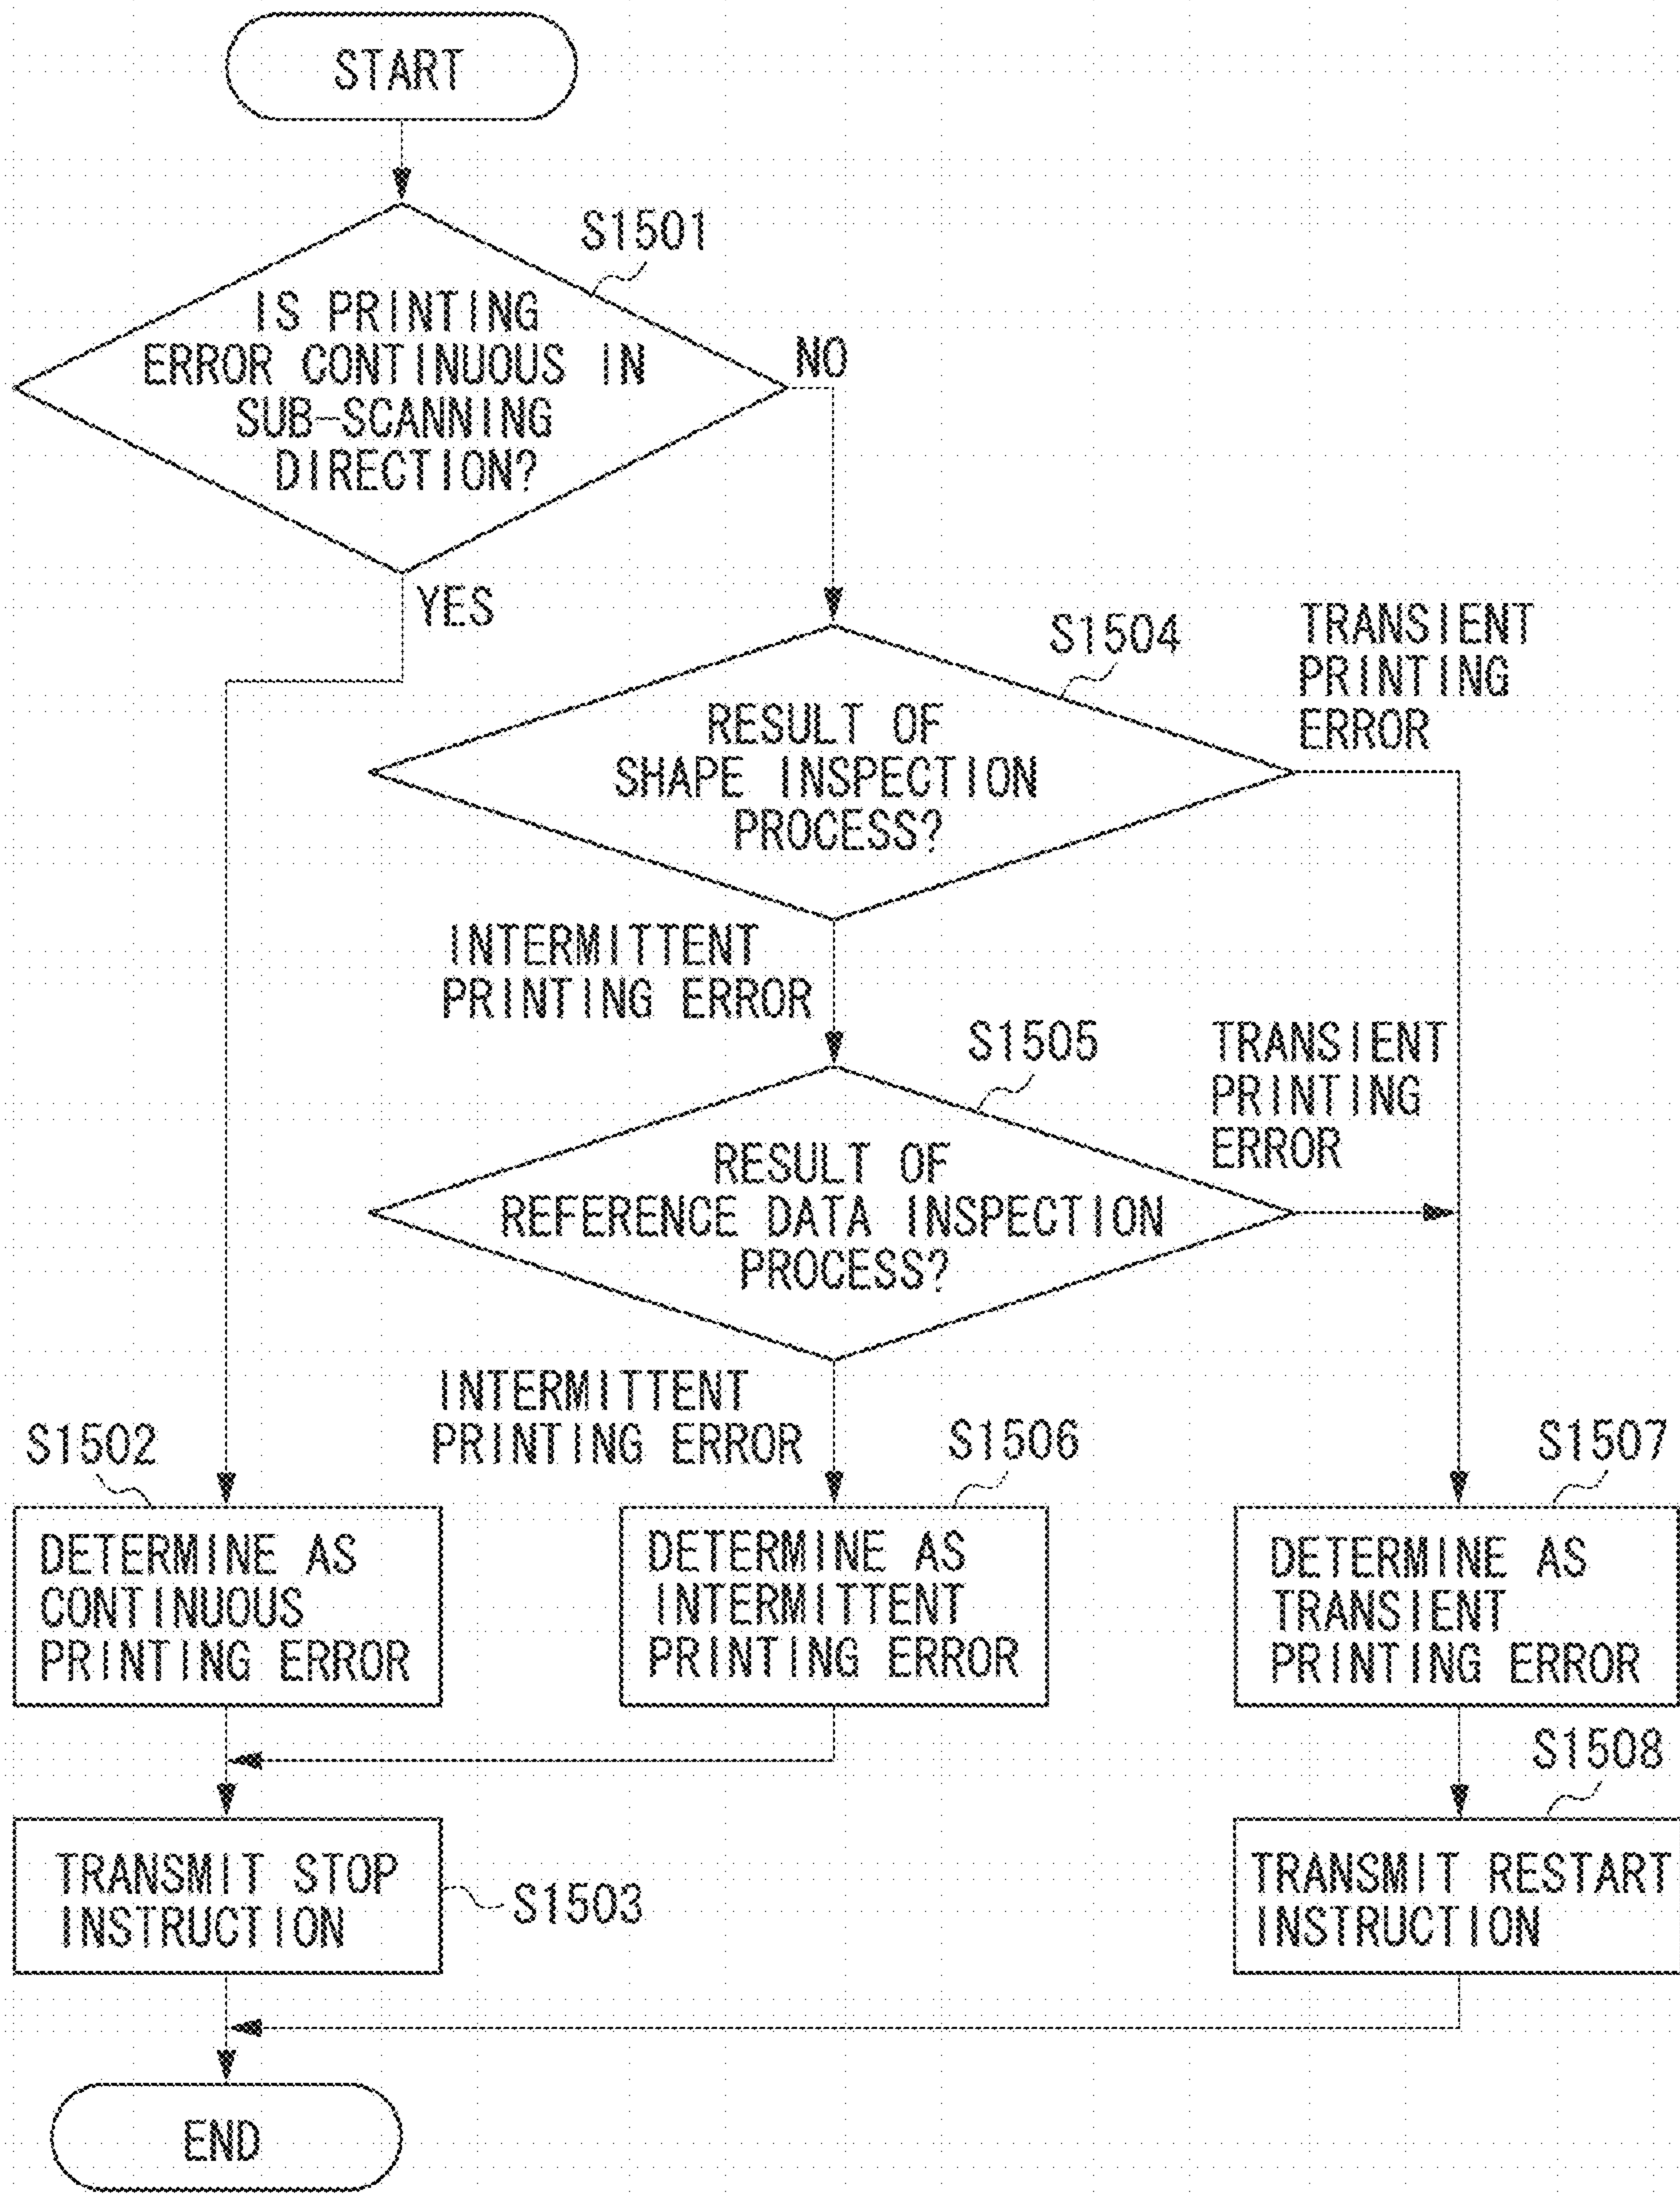 START
S1501
IS PRINTING
ERROR CONTINUOUS IN
SUB-SCANNING
DIRECTION?
NO
YES
S1504
TRANSIENT
PRINTING
ERROR
RESULT OF
SHAPE INSPECTION
PROCESS?
INTERMITTENT
PRINTING ERROR
S1505
TRANSIENT
PRINTING
ERROR
RESULT OF
REFERENCE DATA INSPECTION
PROCESS?
INTERMITTENT
PRINTING ERROR
S1502
S1506
S1507
DETERMINE AS
CONTINUOUS
PRINTING ERROR
DETERMINE AS
INTERMITTENT
PRINTING ERROR
DETERMINE AS
TRANSIENT
PRINTING ERROR
S1508
TRANSMIT STOP
INSTRUCTION
S1503
TRANSMIT RESTART
INSTRUCTION
END